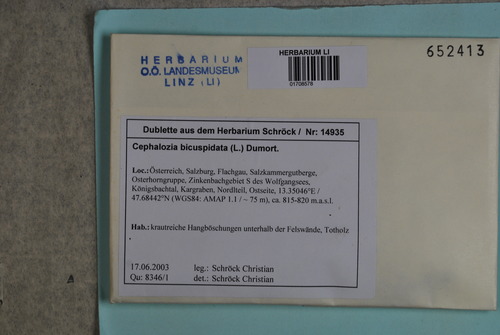 HERBARIUM
O.Ö. LANDESMUSEUM
LINZ (LI)
HERBARIUM LI
01708578
652413
Dublette aus dem Herbarium Schröck / Nr: 14935
Cephalozia bicuspidata (L.) Dumort.
Loc.:Österreich, Salzburg, Flachgau, Salzkammergutberge,
Osterhorngruppe, Zinkenbachgebiet S des Wolfgangsees,
Königsbachtal, Kargraben, Nordteil, Ostseite, 13.35046°E /
47.68442°N (WGS84: AMAP 1.1 / ~ 75 m), ca. 815-820 m.a.s.l.
Hab.: krautreiche Hangböschungen unterhalb der Felswände, Totholz
17.06.2003 leg.: Schröck Christian
Qu: 8346/1 det.: Schröck Christian